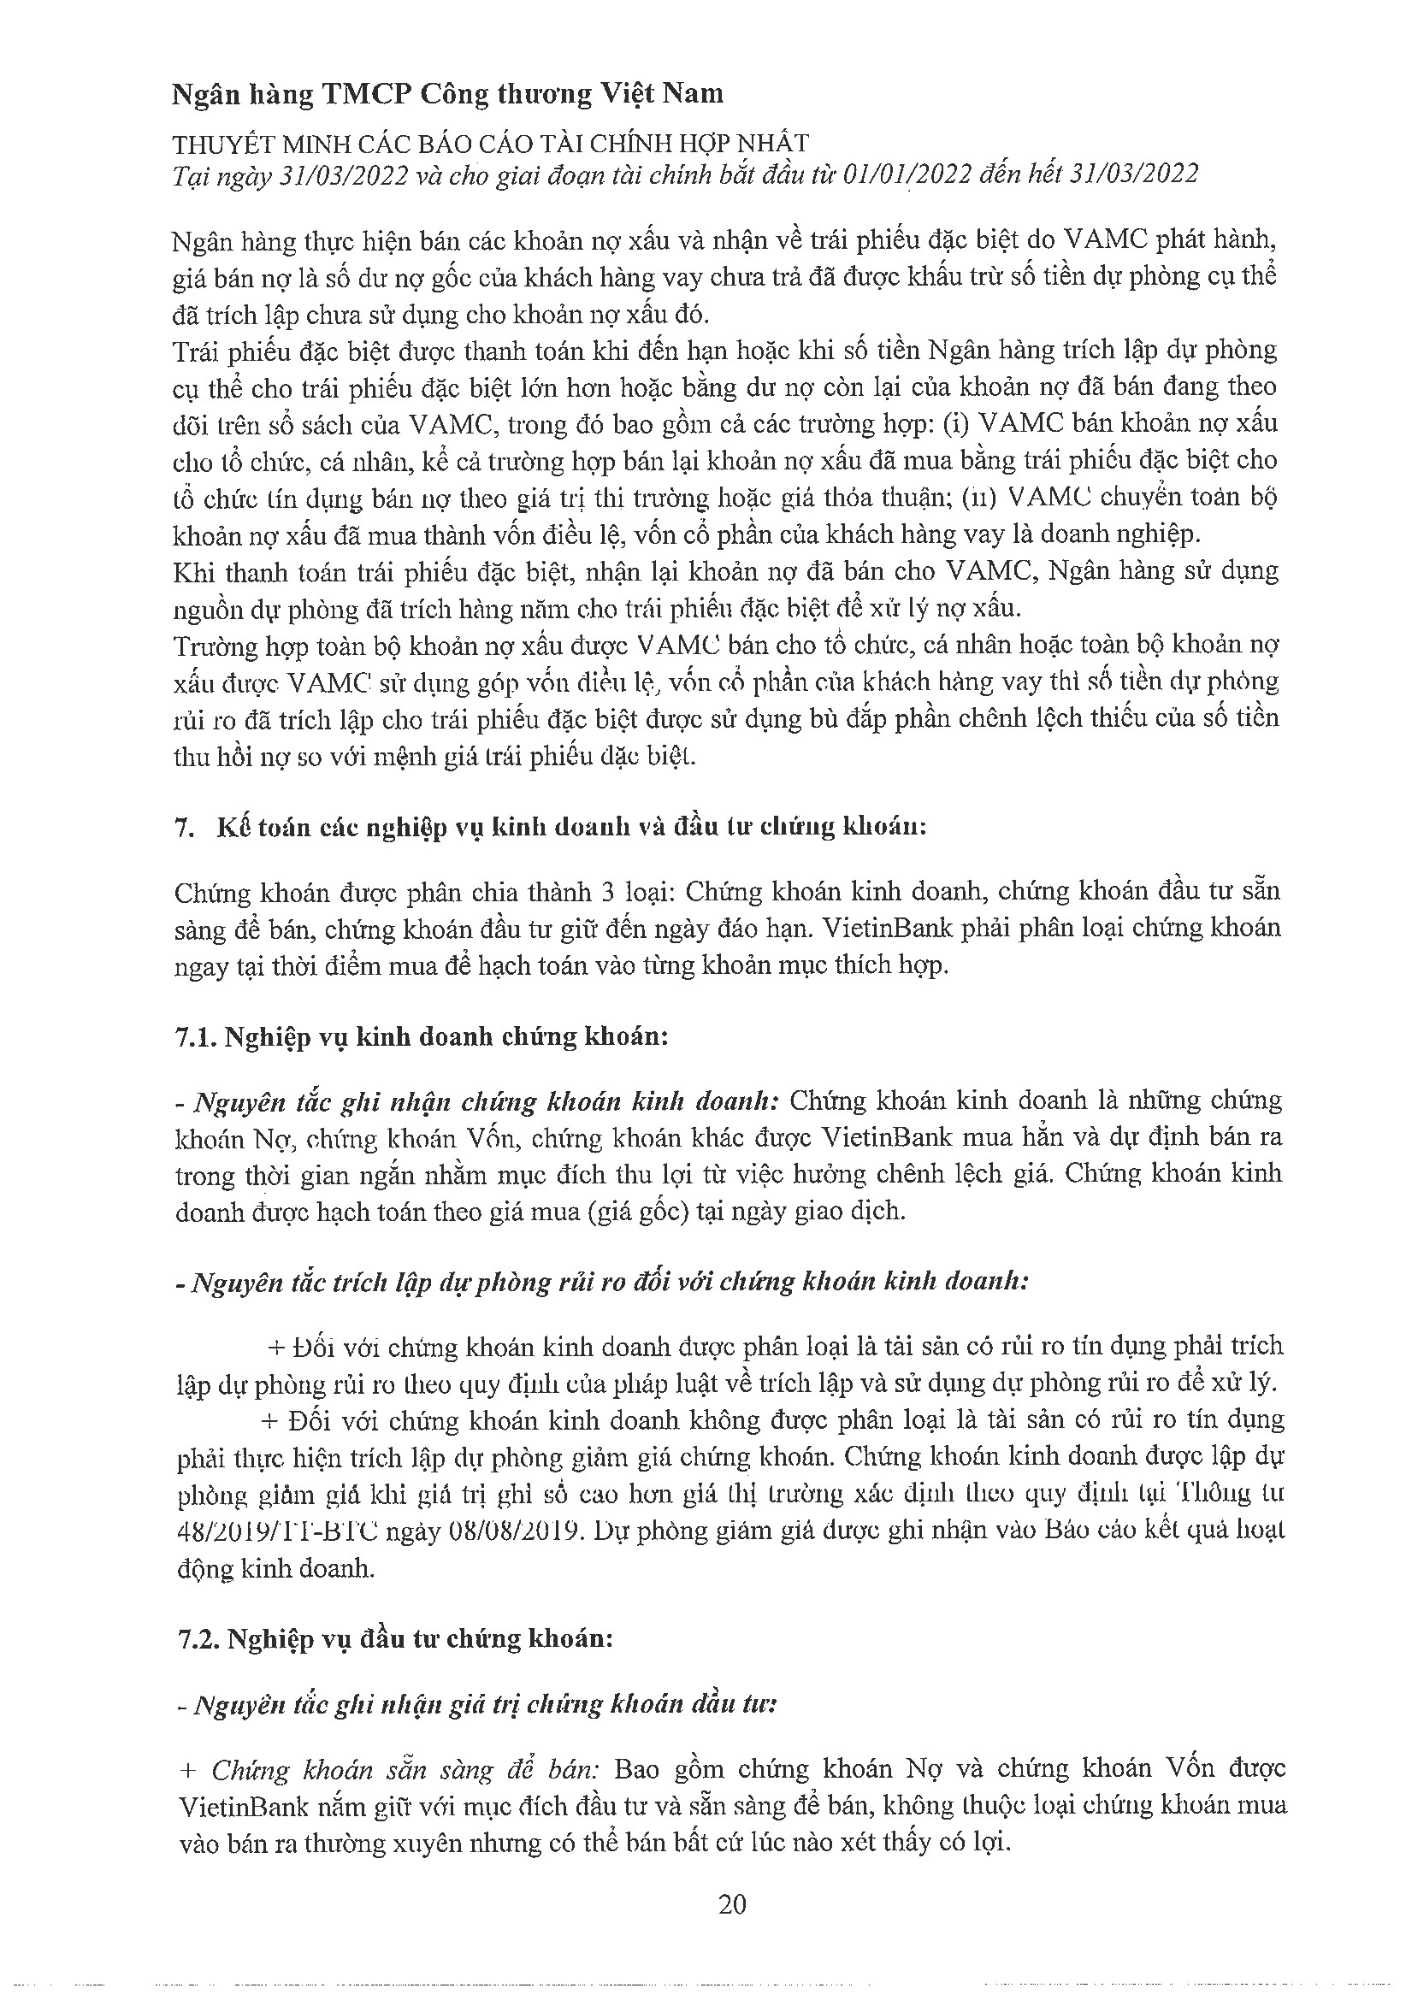 Ngân hàng TMCP Công thương Việt Nam
THUYẾT MINH CÁC BÁO CÁO TÀI CHÍNH HỢP NHẤT
Tại ngày 31/03/2022 và cho giai đoạn tài chính bắt đầu từ 01/01/2022 đến hết 31/03/2022
Ngân hàng thực hiện bán các khoản nợ xấu và nhận về trái phiếu đặc biệt do VAMC phát hành,
giá bán nợ là số dư nợ gốc của khách hàng vay chưa trả đã được khấu trừ số tiền dự phòng cụ thể
đã trích lập chưa sử dụng cho khoản nợ xấu đó.
Trái phiếu đặc biệt được thanh toán khi đến hạn hoặc khi số tiền Ngân hàng trích lập dự phòng
cụ thể cho trái phiếu đặc biệt lớn hơn hoặc bằng dư nợ còn lại của khoản nợ đã bán đang theo
dõi trên sổ sách của VAMC, trong đó bao gồm cả các trường hợp: (i) VAMC bán khoản nợ xấu
cho tổ chức, cá nhân, kể cả trường hợp bán lại khoản nợ xấu đã mua bằng trái phiếu đặc biệt cho
tổ chức tín dụng bán nợ theo giá trị thị trường hoặc giá thỏa thuận; (ii) VAMC chuyển toàn bộ
khoản nợ xấu đã mua thành vốn điều lệ, vốn cổ phần của khách hàng vay là doanh nghiệp.
Khi thanh toán trái phiếu đặc biệt, nhận lại khoản nợ đã bán cho VAMC, Ngân hàng sử dụng
nguồn dự phòng đã trích hàng năm cho trái phiếu đặc biệt để xử lý nợ xấu.
Trường hợp toàn bộ khoản nợ xấu được VAMC bán cho tổ chức, cá nhân hoặc toàn bộ khoản nợ
xấu được VAMC sử dụng góp vốn điều lệ, vốn cổ phần của khách hàng vay thì số tiền dự phòng
rủi ro đã trích lập cho trái phiếu đặc biệt được sử dụng bù đắp phần chênh lệch thiếu của số tiền
thu hồi nợ so với mệnh giá trái phiếu đặc biệt.
7. Kế toán các nghiệp vụ kinh doanh và đầu tư chứng khoán:
Chứng khoán được phân chia thành 3 loại: Chứng khoán kinh doanh, chứng khoán đầu tư sẵn
sàng để bán, chứng khoán đầu tư giữ đến ngày đáo hạn. VietinBank phải phân loại chứng khoán
ngay tại thời điểm mua để hạch toán vào từng khoản mục thích hợp.
7.1. Nghiệp vụ kinh doanh chứng khoán:
- Nguyên tắc ghi nhận chứng khoán kinh doanh: Chứng khoán kinh doanh là những chứng
khoán Nợ, chứng khoán Vốn, chứng khoán khác được VietinBank mua hẳn và dự định bán ra
trong thời gian ngắn nhằm mục đích thu lợi từ việc hưởng chênh lệch giá. Chứng khoán kinh
doanh được hạch toán theo giá mua (giá gốc) tại ngày giao dịch.
- Nguyên tắc trích lập dự phòng rủi ro đối với chứng khoán kinh doanh:
+ Đối với chứng khoán kinh doanh được phân loại là tài sản có rủi ro tín dụng phải trích
lập dự phòng rủi ro theo quy định của pháp luật về trích lập và sử dụng dự phòng rủi ro để xử lý.
+ Đối với chứng khoán kinh doanh không được phân loại là tài sản có rủi ro tín dụng
phải thực hiện trích lập dự phòng giảm giá chứng khoán. Chứng khoán kinh doanh được lập dự
phòng giảm giá khi giá trị ghi sổ cao hơn giá thị trường xác định theo quy định tại Thông tư
48/2019/TT-BTC ngày 08/08/2019. Dự phòng giảm giá được ghi nhận vào Báo cáo kết quả hoạt
động kinh doanh.
7.2. Nghiệp vụ đầu tư chứng khoán:
- Nguyên tắc ghi nhận giá trị chứng khoán đầu tư:
+ Chứng khoán sẵn sàng để bán: Bao gồm chứng khoán Nợ và chứng khoán Vốn được
VietinBank nắm giữ với mục đích đầu tư và sẵn sàng để bán, không thuộc loại chứng khoán mua
vào bán ra thường xuyên nhưng có thể bán bất cứ lúc nào xét thấy có lợi.
20